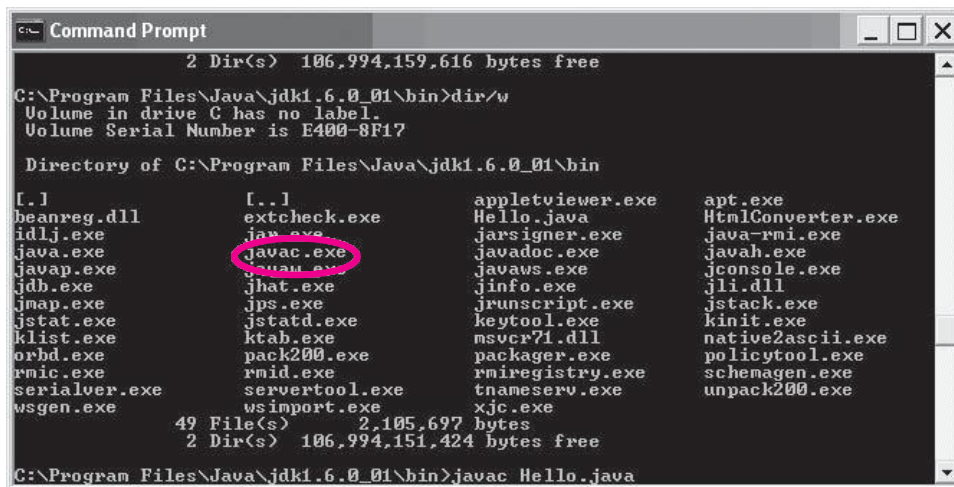 Command Prompt
2 Dir(s) 106,994,159,616 bytes free
C:\Program Files\Java\jdk1.6.0_01\bin>dir/w
Volume in drive C has no label.
Volume Serial Number is E400-8F17
Directory of C:\Program Files\Java\jdk1.6.0_01\bin
[.] [..] appletviewer.exe apt.exe
beanreg.dll extcheck.exe Hello.java HtmlConverter.exe
idlj.exe jar.exe jarsigner.exe java-rmi.exe
java.exe javac.exe javadoc.exe javah.exe
javap.exe javaw.exe javaws.exe jconsole.exe
jdb.exe jhat.exe jinfo.exe jli.dll
jmap.exe jps.exe jrunscript.exe jstack.exe
jstat.exe jstatd.exe keytool.exe kinit.exe
klist.exe ktab.exe msvcr71.dll native2ascii.exe
orbd.exe pack200.exe packager.exe policytool.exe
rmic.exe rmid.exe rmiregistry.exe schemagen.exe
serialver.exe servertool.exe tnameserv.exe unpack200.exe
wsgen.exe wsimport.exe xjc.exe
49 File(s) 2,105,697 bytes
2 Dir(s) 106,994,151,424 bytes free
C:\Program Files\Java\jdk1.6.0_01\bin>javac Hello.java